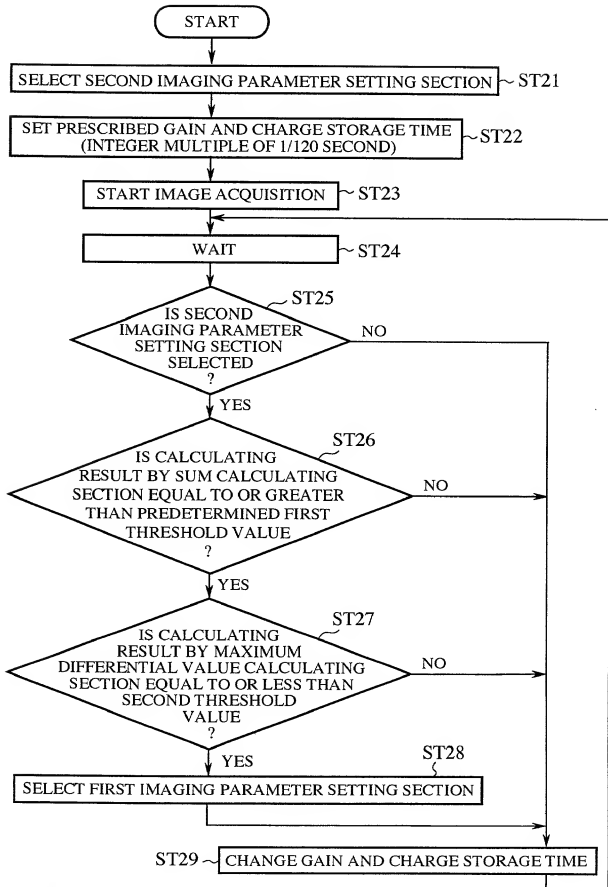 START
SELECT SECOND IMAGING PARAMETER SETTING SECTION
ST21
SET PRESCRIBED GAIN AND CHARGE STORAGE TIME
(INTEGER MULTIPLE OF 1/120 SECOND)
ST22
START IMAGE ACQUISITION
ST23
WAIT
ST24
ST25
IS SECOND
IMAGING PARAMETER
SETTING SECTION
SELECTED
?
NO
YES
ST26
IS CALCULATING
RESULT BY SUM CALCULATING
SECTION EQUAL TO OR GREATER
THAN PREDETERMINED FIRST
THRESHOLD VALUE
?
NO
YES
ST27
IS CALCULATING
RESULT BY MAXIMUM
DIFFERENTIAL VALUE CALCULATING
SECTION EQUAL TO OR LESS THAN
SECOND THRESHOLD
VALUE
?
NO
YES
ST28
SELECT FIRST IMAGING PARAMETER SETTING SECTION
ST29
CHANGE GAIN AND CHARGE STORAGE TIME